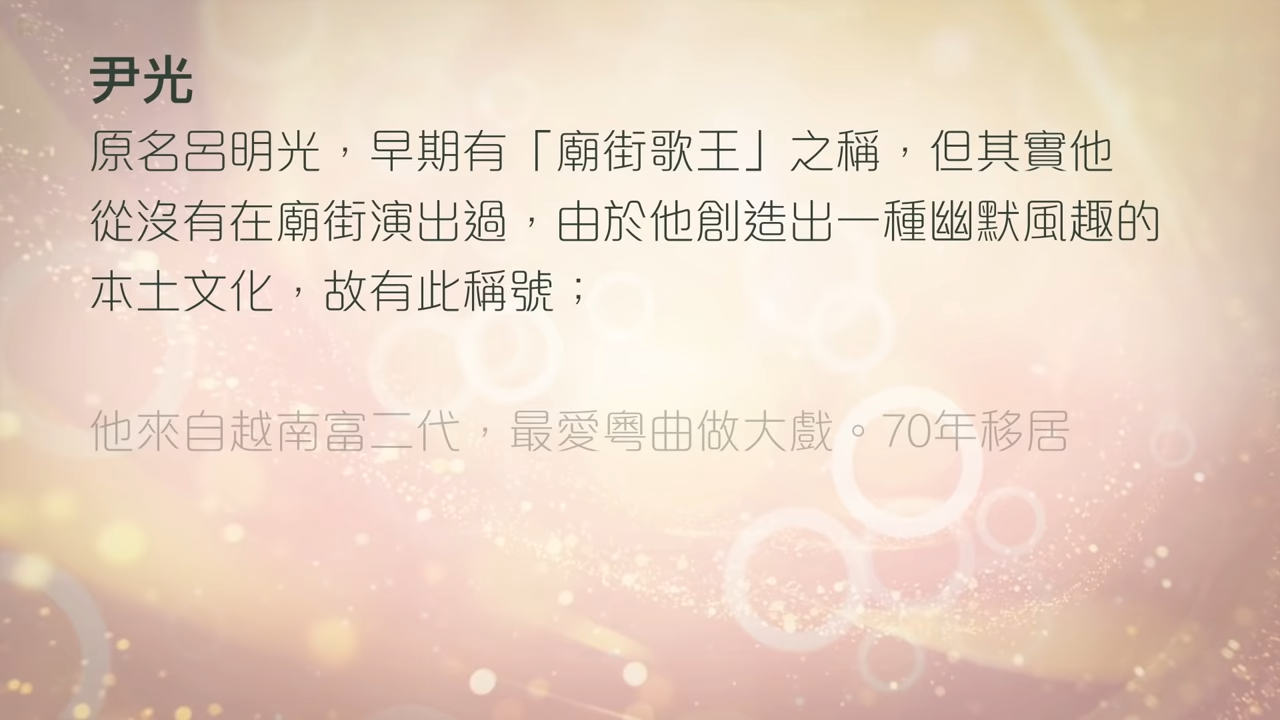 尹光
原名呂明光，早期有「廟街歌王」之稱，但其實他
從沒有在廟街演出過，由於他創造出一種幽默風趣的
本土文化，故有此稱號；
他來自越南富二代，最愛粵曲做大戲。70年移居